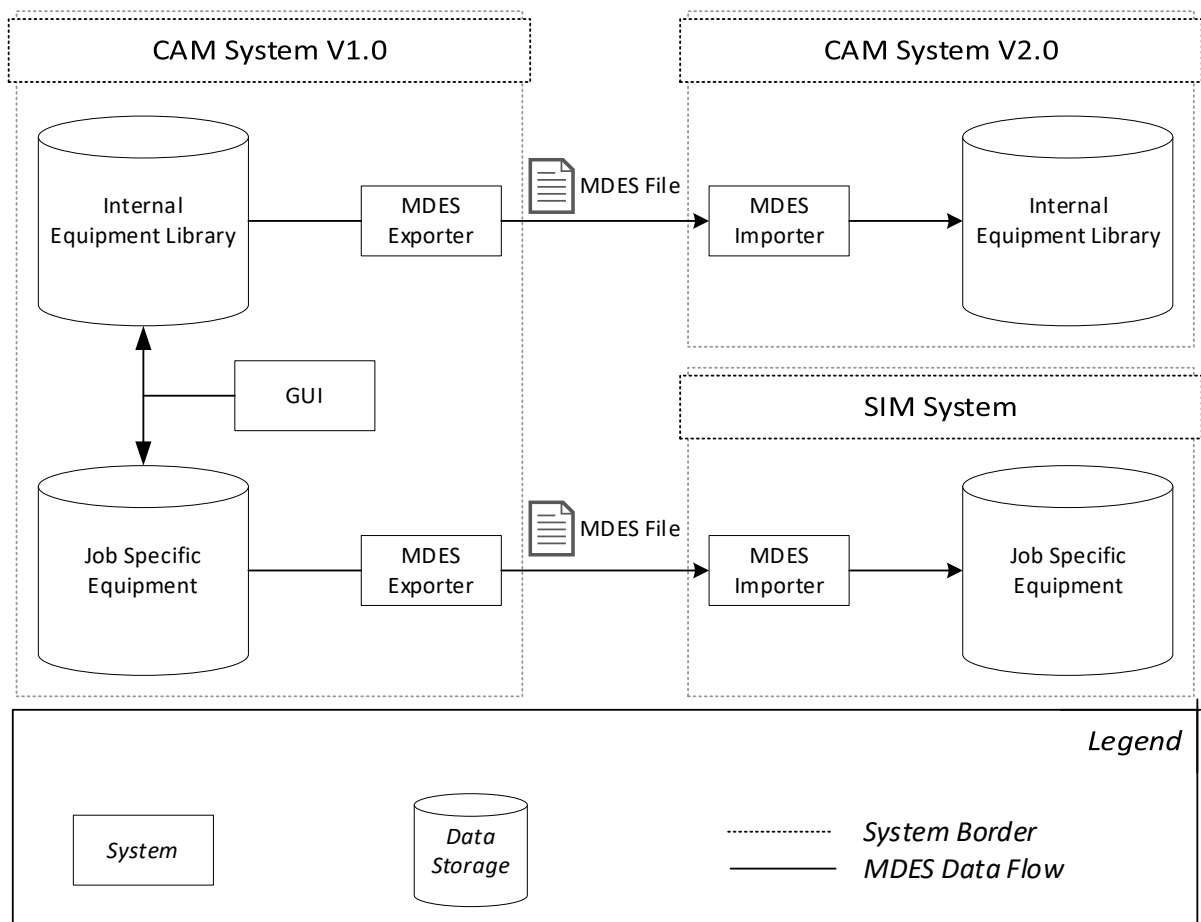 CAM System V1.0
CAM System V2.0
Internal
Equipment Library
MDES
Exporter
MDES File
MDES
Importer
Internal
Equipment Library
GUI
SIM System
Job Specific
Equipment
MDES
Exporter
MDES File
MDES
Importer
Job Specific
Equipment
Legend
System
Data
Storage
System Border
MDES Data Flow